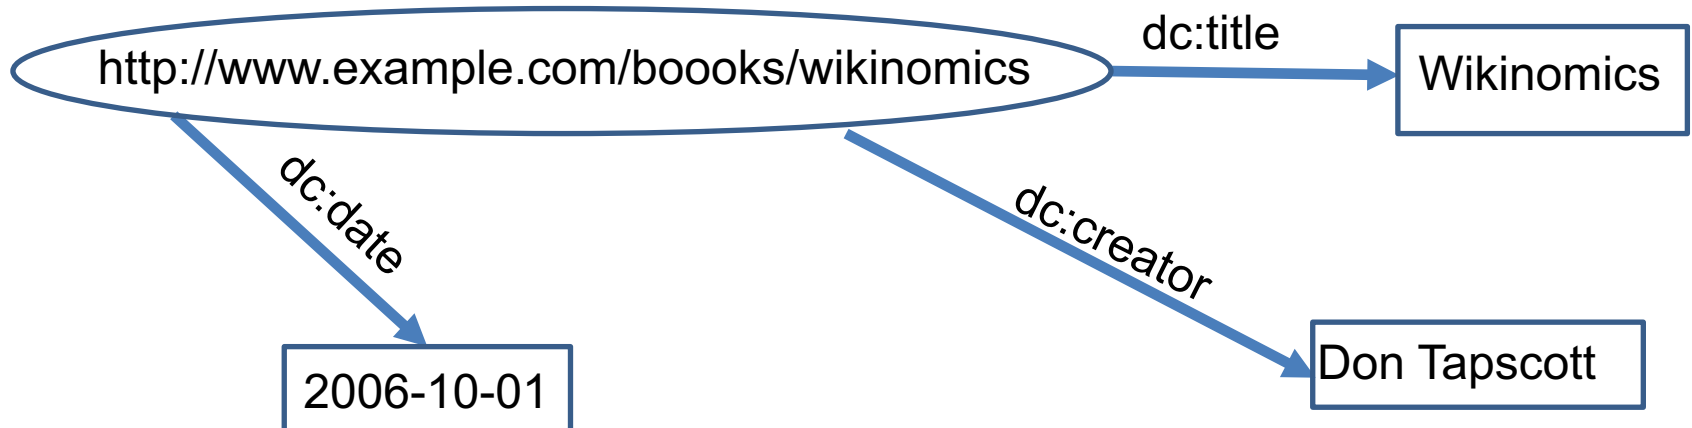 dc:title
http://www.example.com/boooks/wikinomics
Wikinomics
dc:date
dc:creator
Don Tapscott
2006-10-01